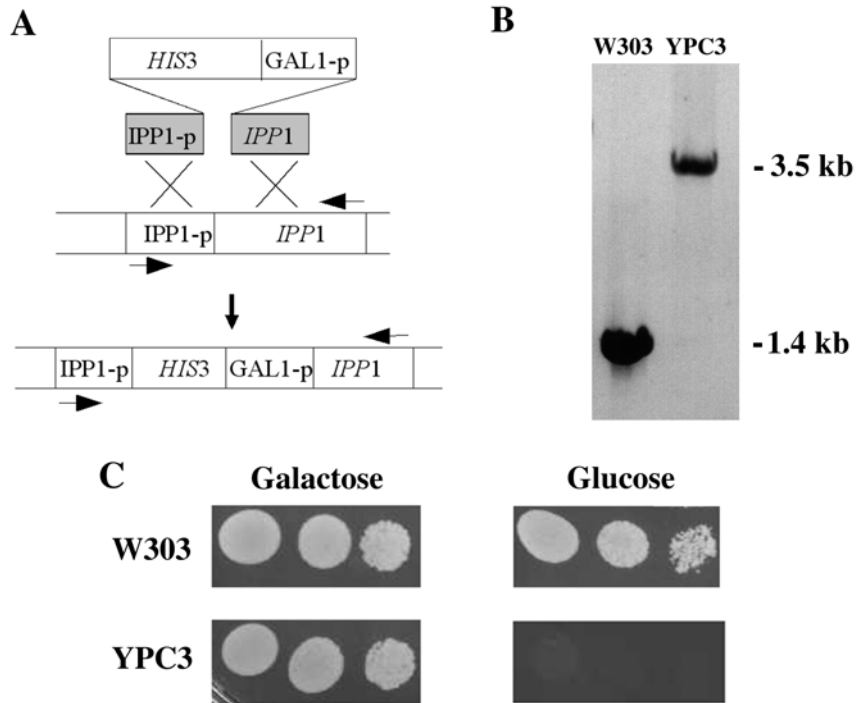 A
HIS3 GAL1-p
IPP1-p IPP1
IPP1-p IPP1
IPP1-p HIS3 GAL1-p IPP1
B
W303 YPC3
- 3.5 kb
- 1.4 kb
C
Galactose Glucose
W303
YPC3